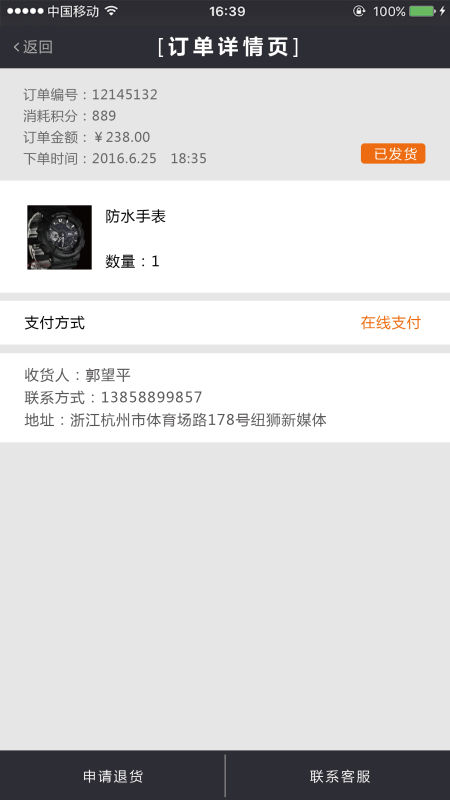 中国移动 16:39 100%
返回 [订单详情页]
订单编号：12145132
消耗积分：889
订单金额：￥238.00
下单时间：2016.6.25 18:35 已发货
防水手表
数量：1
支付方式 在线支付
收货人：郭望平
联系方式：13858899857
地址：浙江杭州市体育场路178号纽狮新媒体
申请退货 联系客服